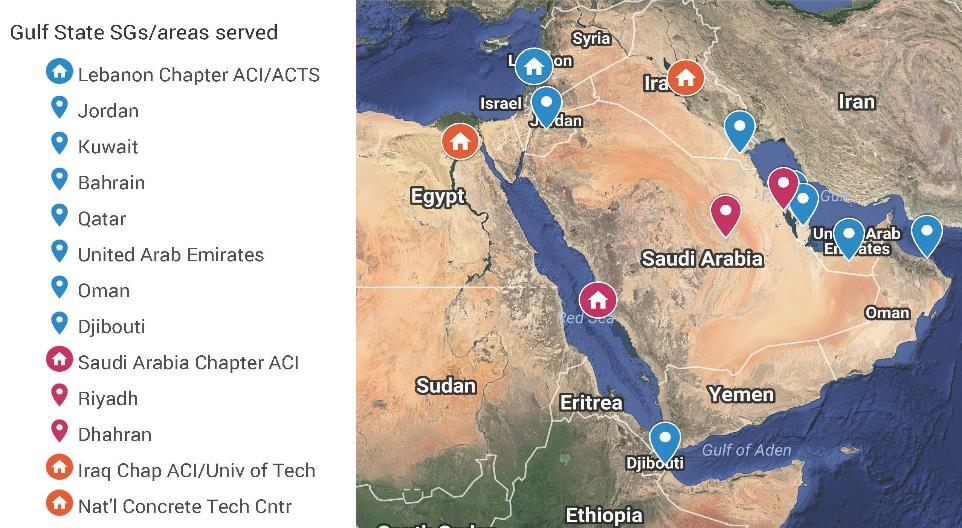 Gulf State SGs/areas served
Lebanon Chapter ACI/ACTS
Jordan
Kuwait
Bahrain
Qatar
United Arab Emirates
Oman
Djibouti
Saudi Arabia Chapter ACI
Riyadh
Dhahran
Iraq Chap ACI/Univ of Tech
Nat'l Concrete Tech Cntr
Syria
Israel
Iran
Egypt
Saudi Arabia
Oman
Red Sea
Sudan
Eritrea
Yemen
Gulf of Aden
Djibouti
Ethiopia